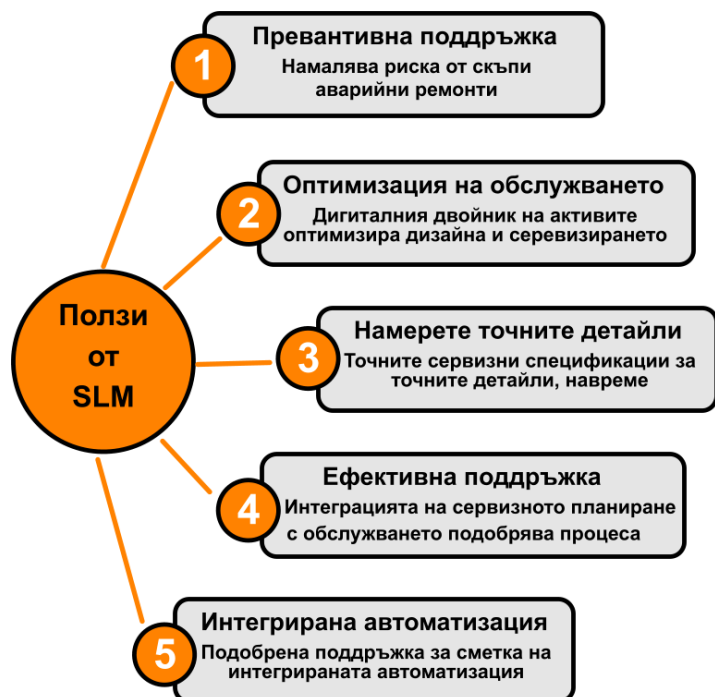 Ползи
от
SLM
1
Превантивна поддръжка
Намалява риска от скъпи
аварийни ремонти
2
Оптимизация на обслужването
Дигиталния двойник на активите
оптимизира дизайна и серевизирането
3
Намерете точните детайли
Точните сервизни спецификации за
точните детайли, навреме
4
Ефективна поддръжка
Интеграцията на сервизното планиране
с обслужването подобрява процеса
5
Интегрирана автоматизация
Подобрена поддръжка за сметка на
интегрираната автоматизация